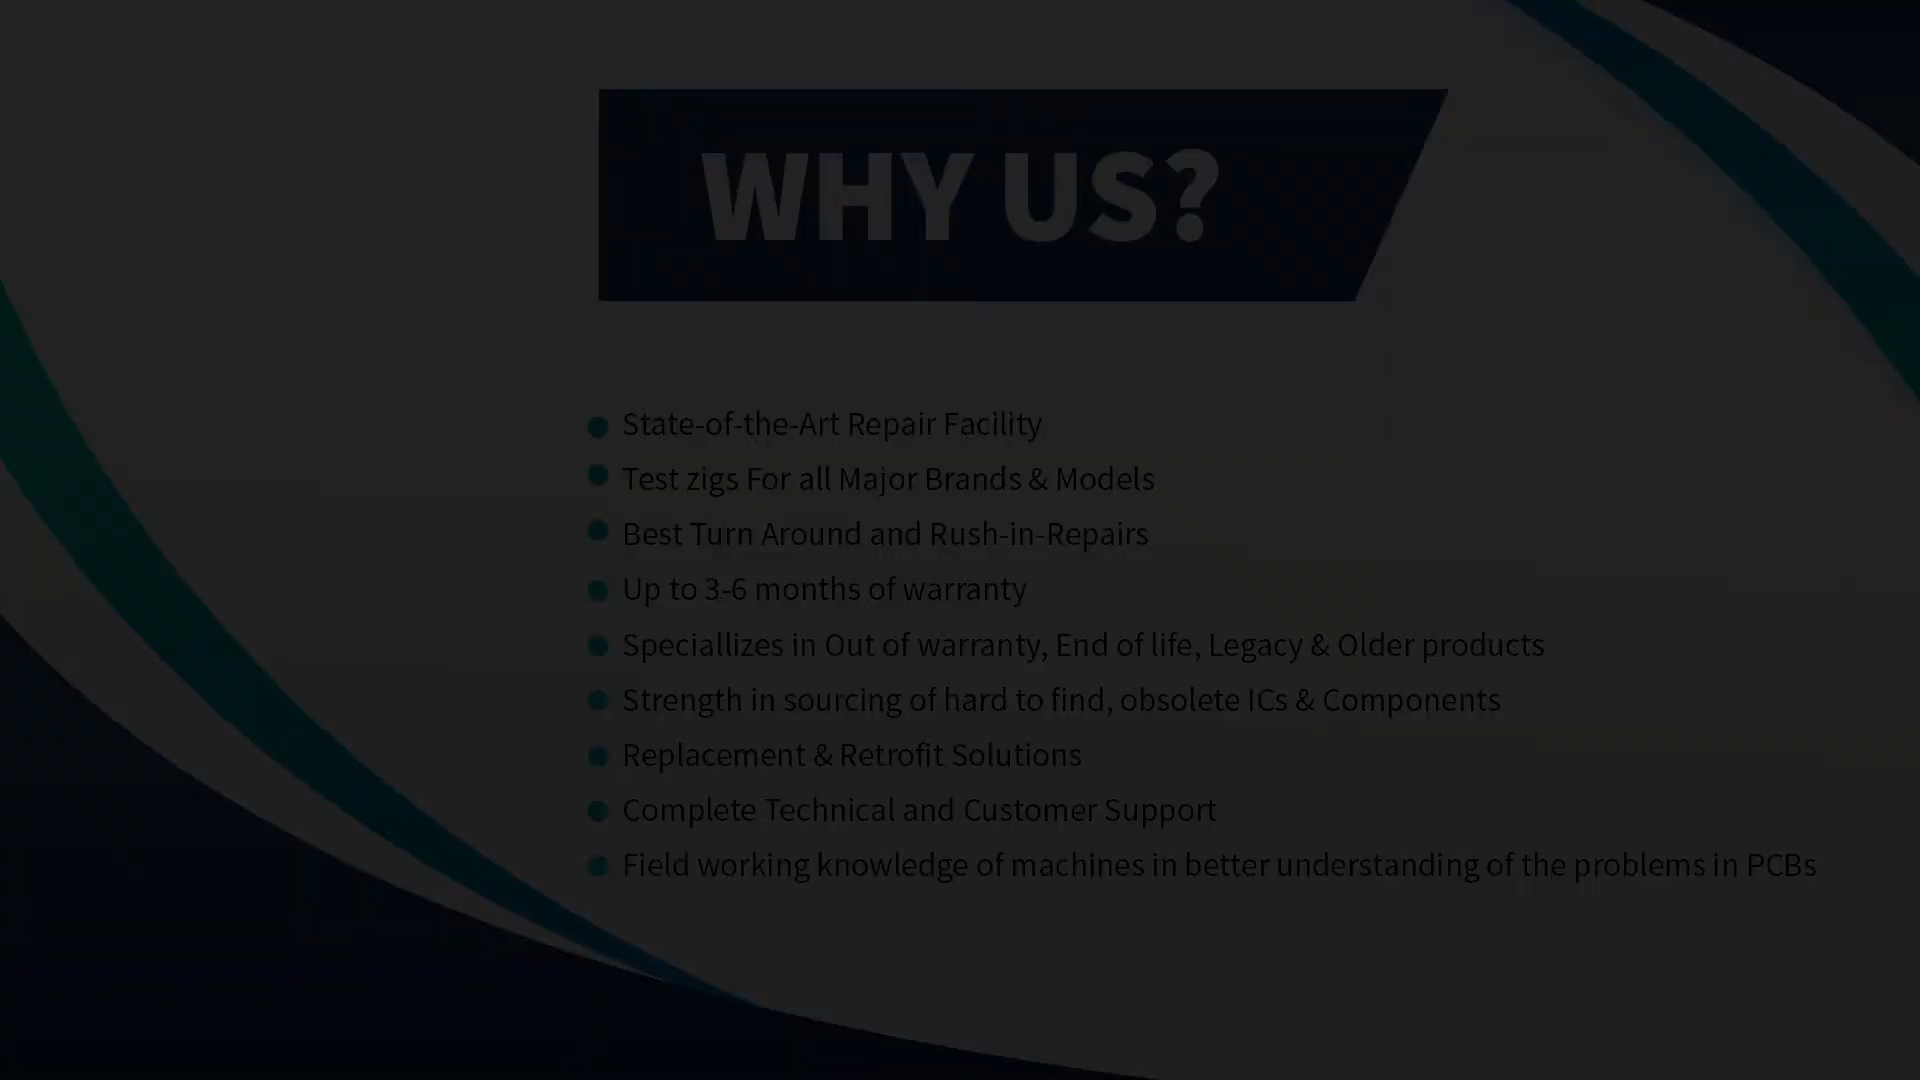 WHY US?
State-of-the-Art Repair Facility
Test zigs For all Major Brands & Models
Best Turn Around and Rush-in-Repairs
Up to 3-6 months of warranty
Speciallizes in Out of warranty, End of life, Legacy & Older products
Strength in sourcing of hard to find, obsolete ICs & Components
Replacement & Retrofit Solutions
Complete Technical and Customer Support
Field working knowledge of machines in better understanding of the problems in PCBs